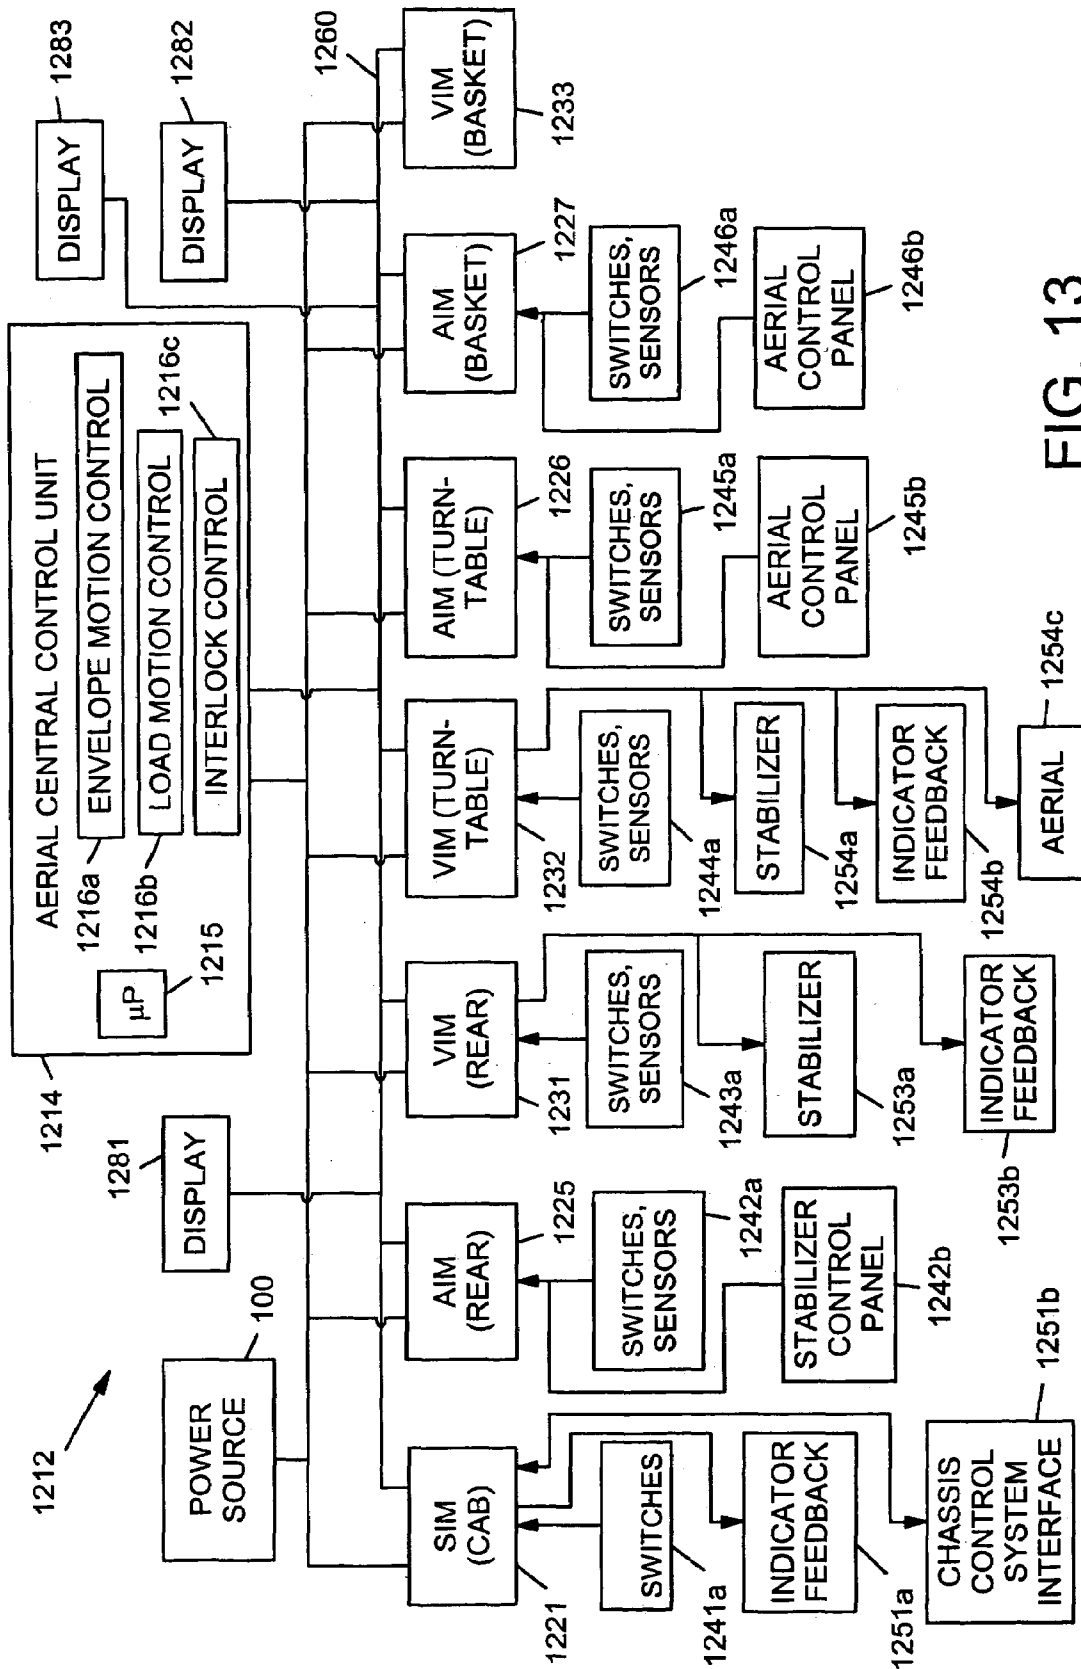 1212
POWER
SOURCE
100
DISPLAY
1281
1214
AERIAL CENTRAL CONTROL UNIT
µP
1215
1216a
ENVELOPE MOTION CONTROL
1216b
LOAD MOTION CONTROL
1216c
INTERLOCK CONTROL
DISPLAY
1283
DISPLAY
1282
1260
SIM
(CAB)
1221
AIM
(REAR)
1225
VIM
(REAR)
1231
VIM (TURN-
TABLE)
1232
AIM (TURN-
TABLE)
1226
AIM
(BASKET)
1227
VIM
(BASKET)
1233
SWITCHES
1241a
SWITCHES,
SENSORS
1242a
SWITCHES,
SENSORS
1243a
SWITCHES,
SENSORS
1244a
SWITCHES,
SENSORS
1245a
SWITCHES,
SENSORS
1246a
INDICATOR
FEEDBACK
1251a
STABILIZER
CONTROL
PANEL
1242b
STABILIZER
1253a
STABILIZER
1254a
AERIAL
CONTROL
PANEL
1245b
AERIAL
CONTROL
PANEL
1246b
INDICATOR
FEEDBACK
1254b
CHASSIS
CONTROL
SYSTEM
INTERFACE
1251b
INDICATOR
FEEDBACK
1253b
AERIAL
1254c
FIG. 13